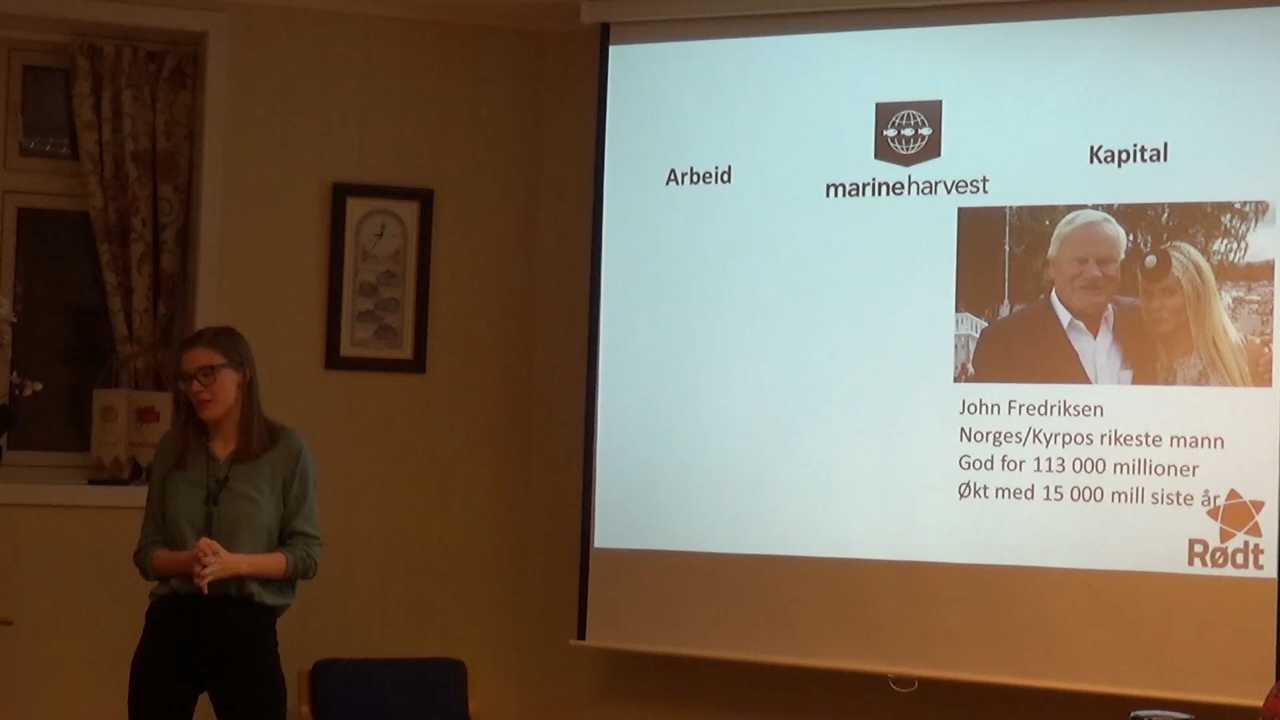 Arbeid
marineharvest
Kapital
John Fredriksen
Norges/Kyrpos rikeste mann
God for 113 000 millioner
Økt med 15 000 mill siste år
Rødt